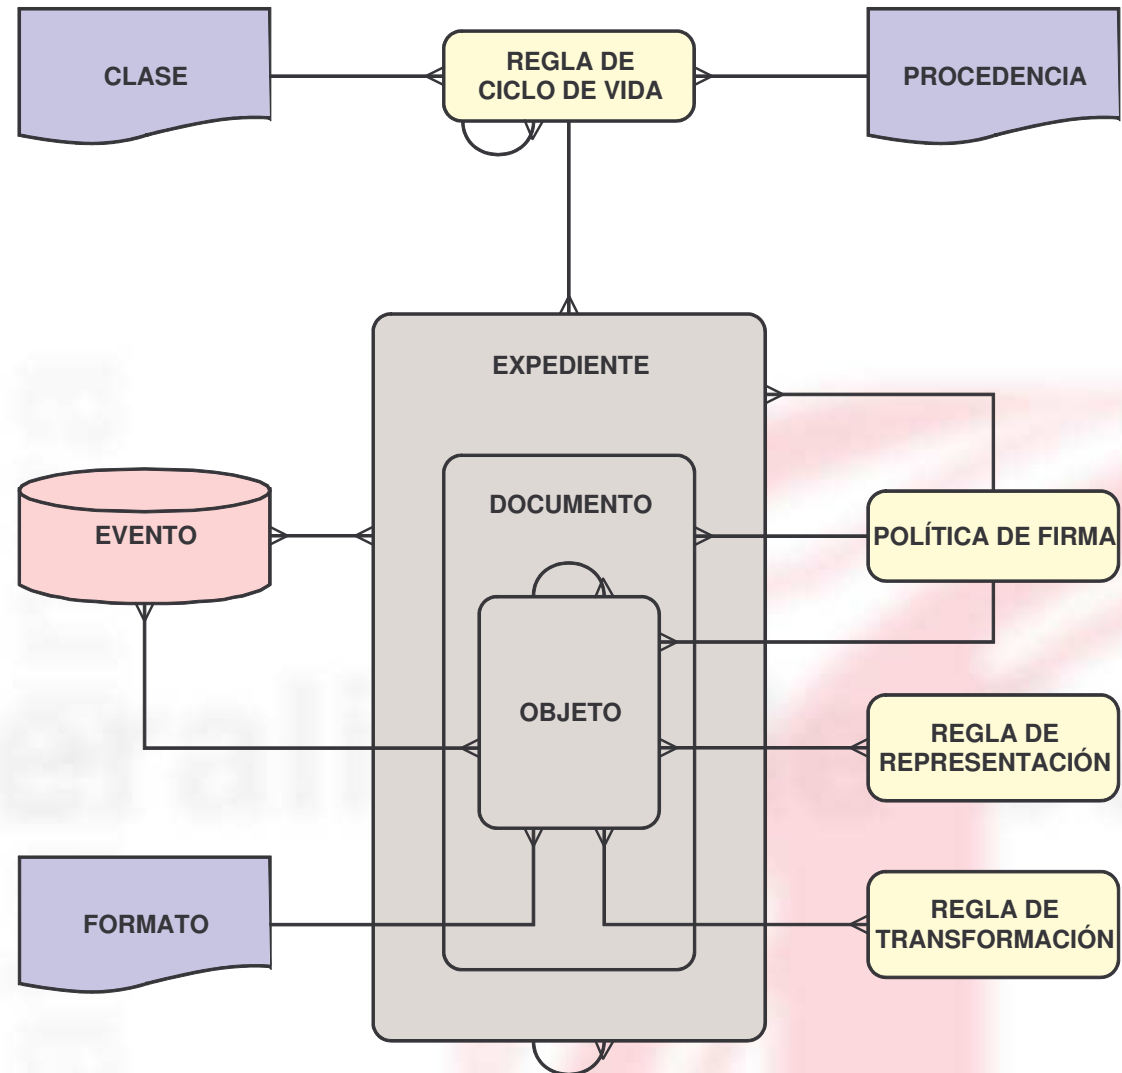 CLASE
REGLA DE
CICLO DE VIDA
PROCEDENCIA
EXPEDIENTE
DOCUMENTO
EVENTO
POLÍTICA DE FIRMA
OBJETO
REGLA DE
REPRESENTACIÓN
FORMATO
REGLA DE
TRANSFORMACIÓN